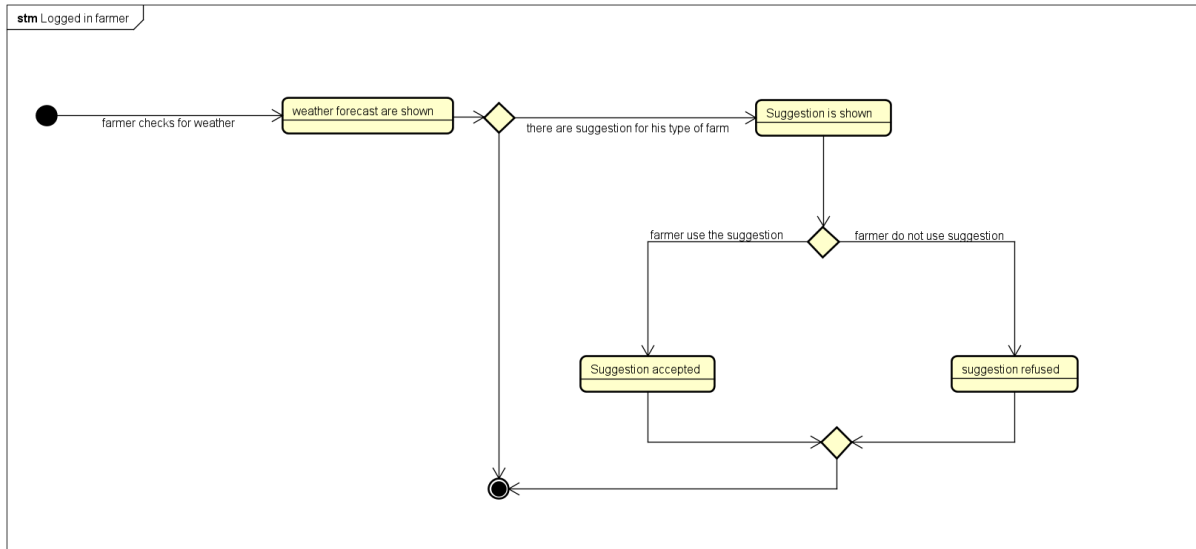 stm Logged in farmer
weather forecast are shown
farmer checks for weather
there are suggestion for his type of farm
Suggestion is shown
farmer use the suggestion
farmer do not use suggestion
Suggestion accepted
suggestion refused